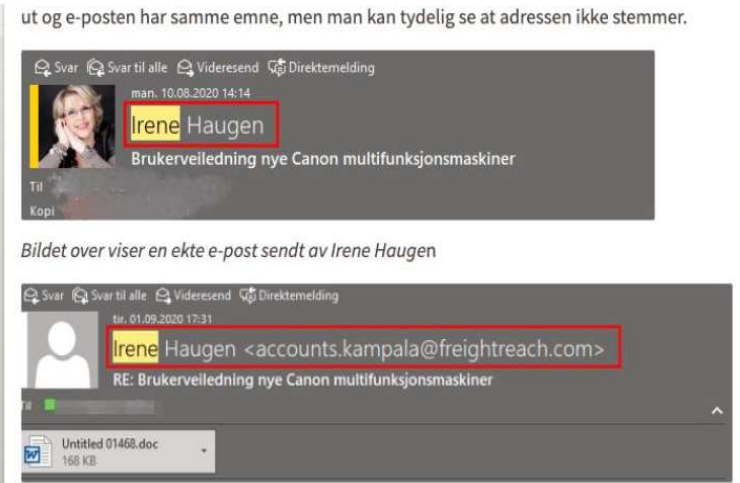 ut og e-posten har samme emne, men man kan tydelig se at adressen ikke stemmer.
Svar Svar til alle Videresend Direktemelding
man. 10.08.2020 14:14
Irene Haugen
Brukerveiledning nye Canon multifunksjonsmaskiner
Til
Kopi
Bildet over viser en ekte e-post sendt av Irene Haugen
Svar Svar til alle Videresend Direktemelding
tir. 01.09.2020 17:31
Irene Haugen <accounts.kampala@freightreach.com>
RE: Brukerveiledning nye Canon multifunksjonsmaskiner
Til
Untitled 01468.doc
168 KB